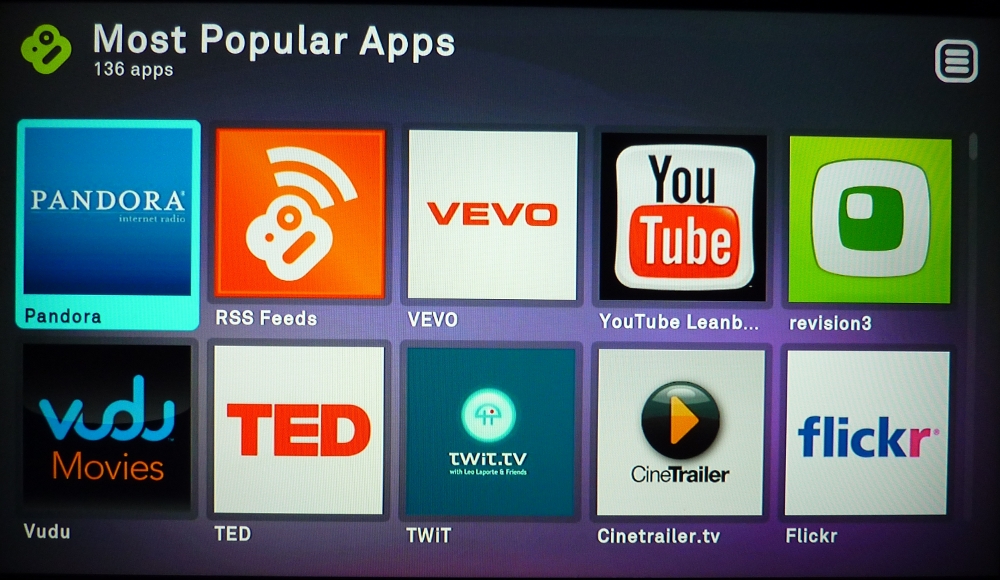 Most Popular Apps
136 apps
PANDORA®
internet radio
Pandora
RSS Feeds
VEVO
VEVO
You
Tube
YouTube Leanb...
revision3
vudu
Movies
Vudu
TED
TED
TWiT.TV
with Leo Laporte & Friends
TWiT
CineTrailer
Cinetrailer.tv
flickr
Flickr